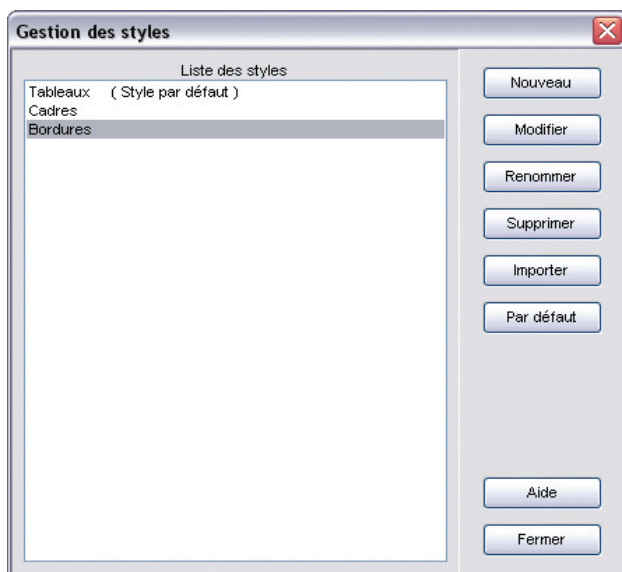 Gestion des styles
Liste des styles
Tableaux ( Style par défaut )
Cadres
Bordures
Nouveau
Modifier
Renommer
Supprimer
Importer
Par défaut
Aide
Fermer